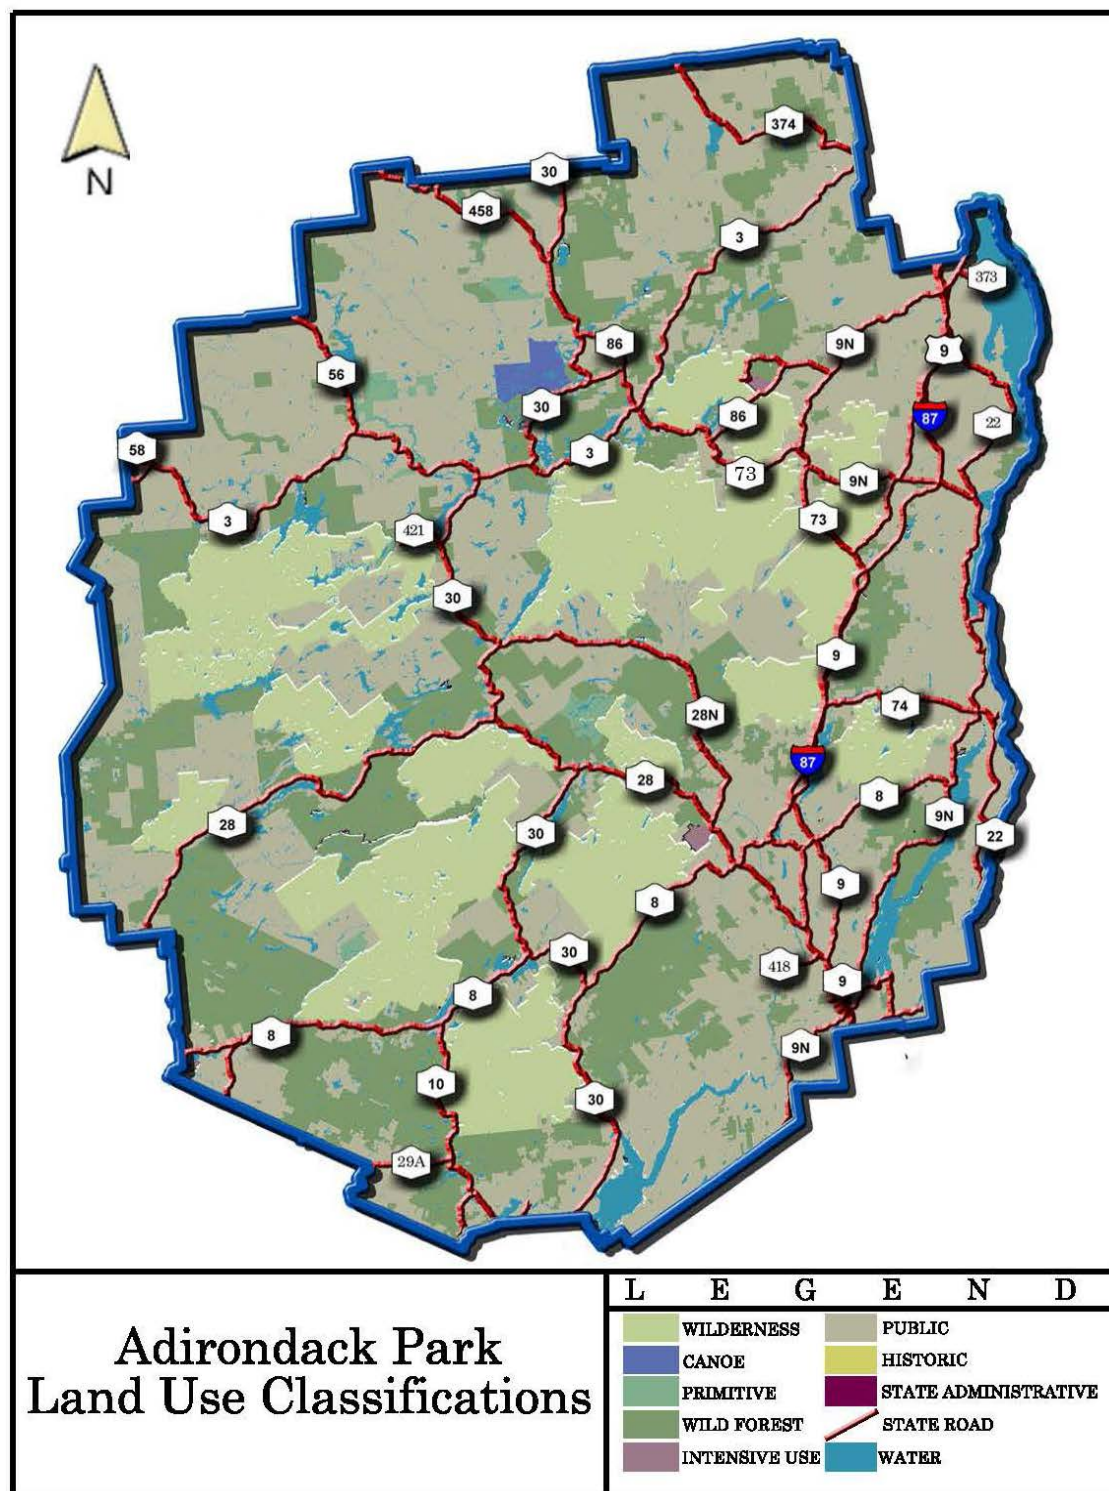 374
30
458
3
373
86
9N
9
56
30
86
87
22
58
3
73
9N
3
421
73
30
9
28N
74
87
28
8
28
30
9N
22
9
8
30
418
9
8
8
9N
10
30
29A
N
Adirondack Park
Land Use Classifications
L E G E N D
WILDERNESS
CANOE
PRIMITIVE
WILD FOREST
INTENSIVE USE
PUBLIC
HISTORIC
STATE ADMINISTRATIVE
STATE ROAD
WATER